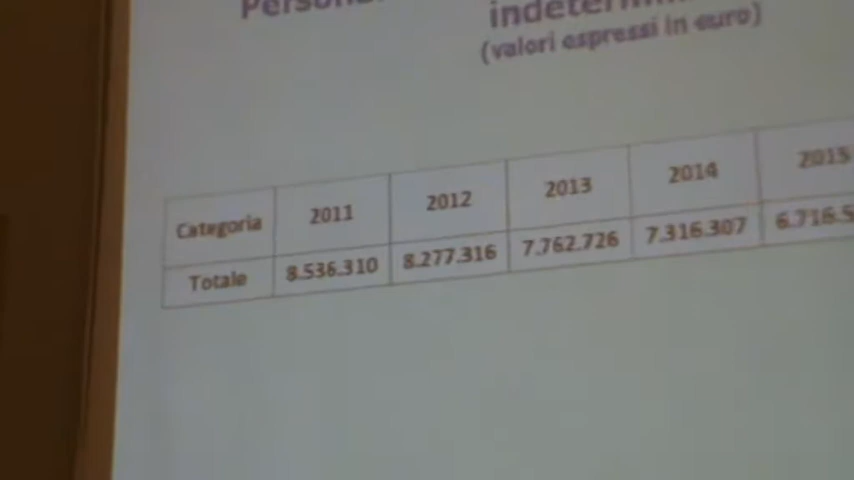 (valori espressi in euro)
Categoria 2011 2012 2013 2014 2015
Totale 8.536.310 8.277.316 7.762.726 7.316.307